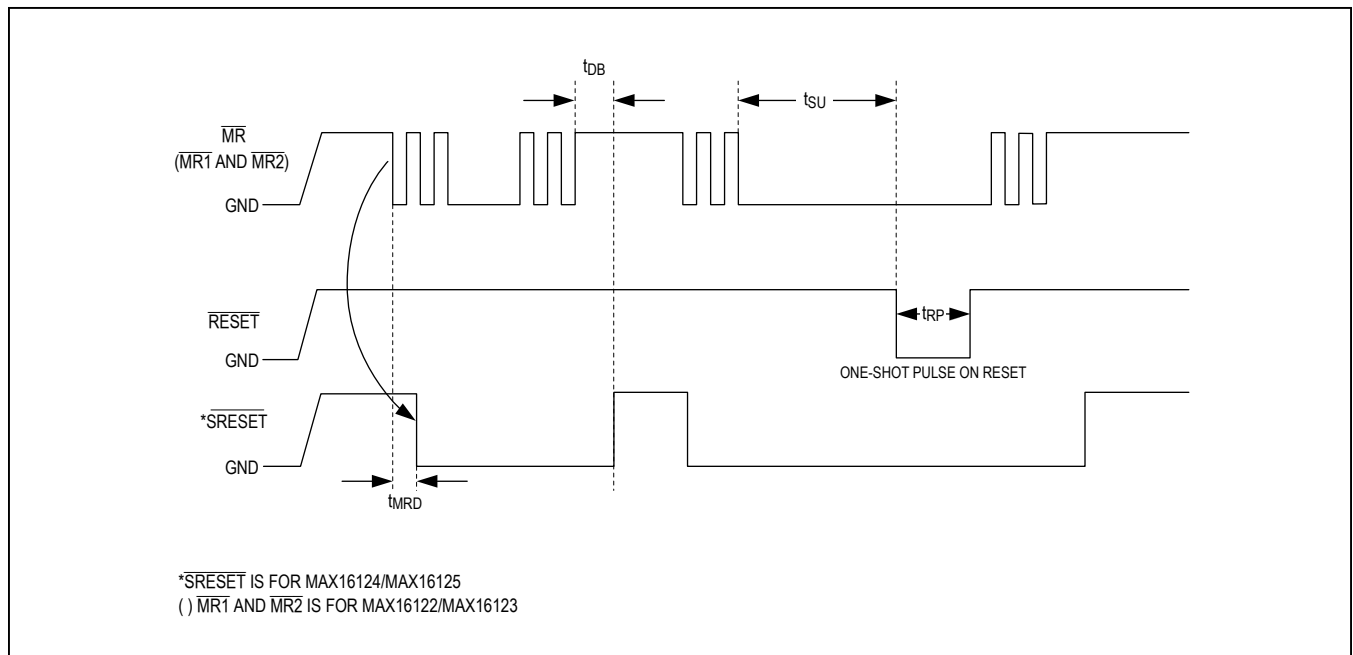 tDB
tSU
MR
(MR1 AND MR2)
GND
RESET
GND
tRP
ONE-SHOT PULSE ON RESET
*SRESET
GND
tMRD
*SRESET IS FOR MAX16124/MAX16125
( ) MR1 AND MR2 IS FOR MAX16122/MAX16123